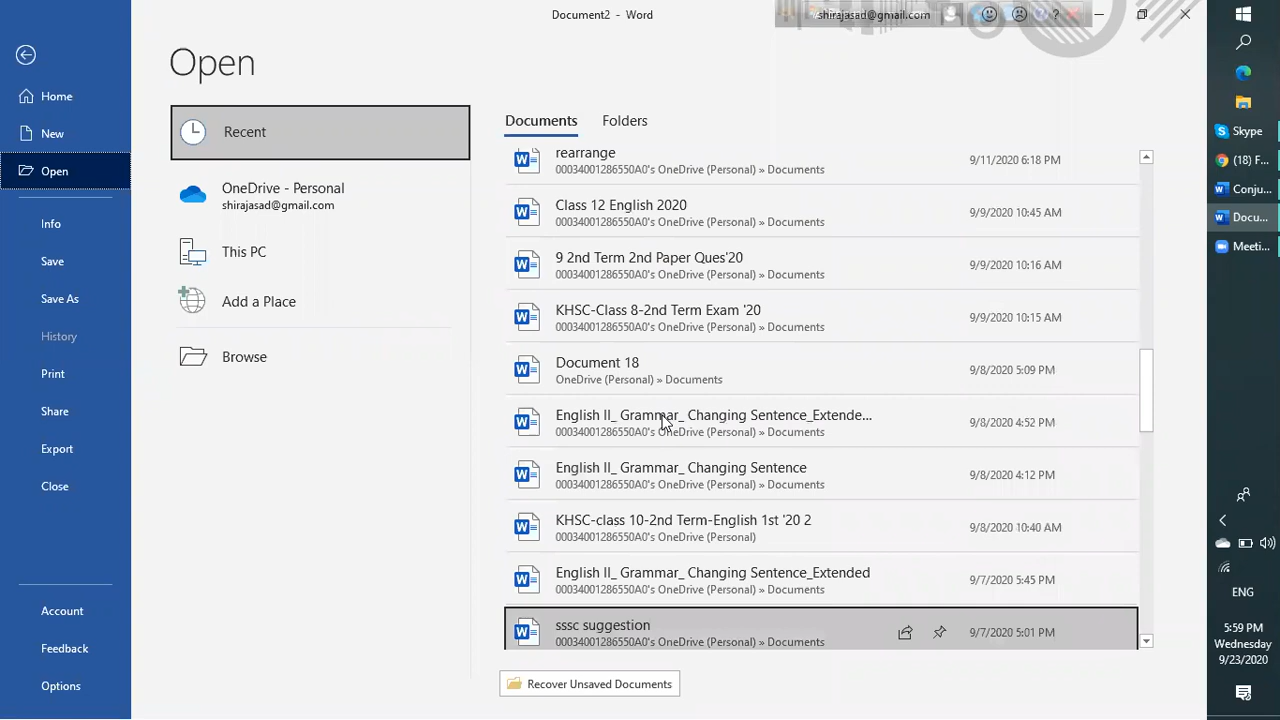 Document2 - Word
shirajasad@gmail.com
?
Open
Home
New
Open
Info
Save
Save As
History
Print
Share
Export
Close
Account
Feedback
Options
Recent
OneDrive - Personal
shirajasad@gmail.com
This PC
Add a Place
Browse
Documents Folders
rearrange
00034001286550A0's OneDrive (Personal) » Documents
9/11/2020 6:18 PM
Class 12 English 2020
00034001286550A0's OneDrive (Personal) » Documents
9/9/2020 10:45 AM
9 2nd Term 2nd Paper Ques'20
00034001286550A0's OneDrive (Personal) » Documents
9/9/2020 10:16 AM
KHSC-Class 8-2nd Term Exam '20
00034001286550A0's OneDrive (Personal) » Documents
9/9/2020 10:15 AM
Document 18
OneDrive (Personal) » Documents
9/8/2020 5:09 PM
English II_ Grammar_ Changing Sentence_Extende...
00034001286550A0's OneDrive (Personal) » Documents
9/8/2020 4:52 PM
English II_ Grammar_ Changing Sentence
00034001286550A0's OneDrive (Personal) » Documents
9/8/2020 4:12 PM
KHSC-class 10-2nd Term-English 1st '20 2
00034001286550A0's OneDrive (Personal)
9/8/2020 10:40 AM
English II_ Grammar_ Changing Sentence_Extended
00034001286550A0's OneDrive (Personal) » Documents
9/7/2020 5:45 PM
sssc suggestion
00034001286550A0's OneDrive (Personal) » Documents
9/7/2020 5:01 PM
Recover Unsaved Documents
Skype
(18) F...
Conju...
Docu...
Meeti...
ENG
5:59 PM
Wednesday
9/23/2020